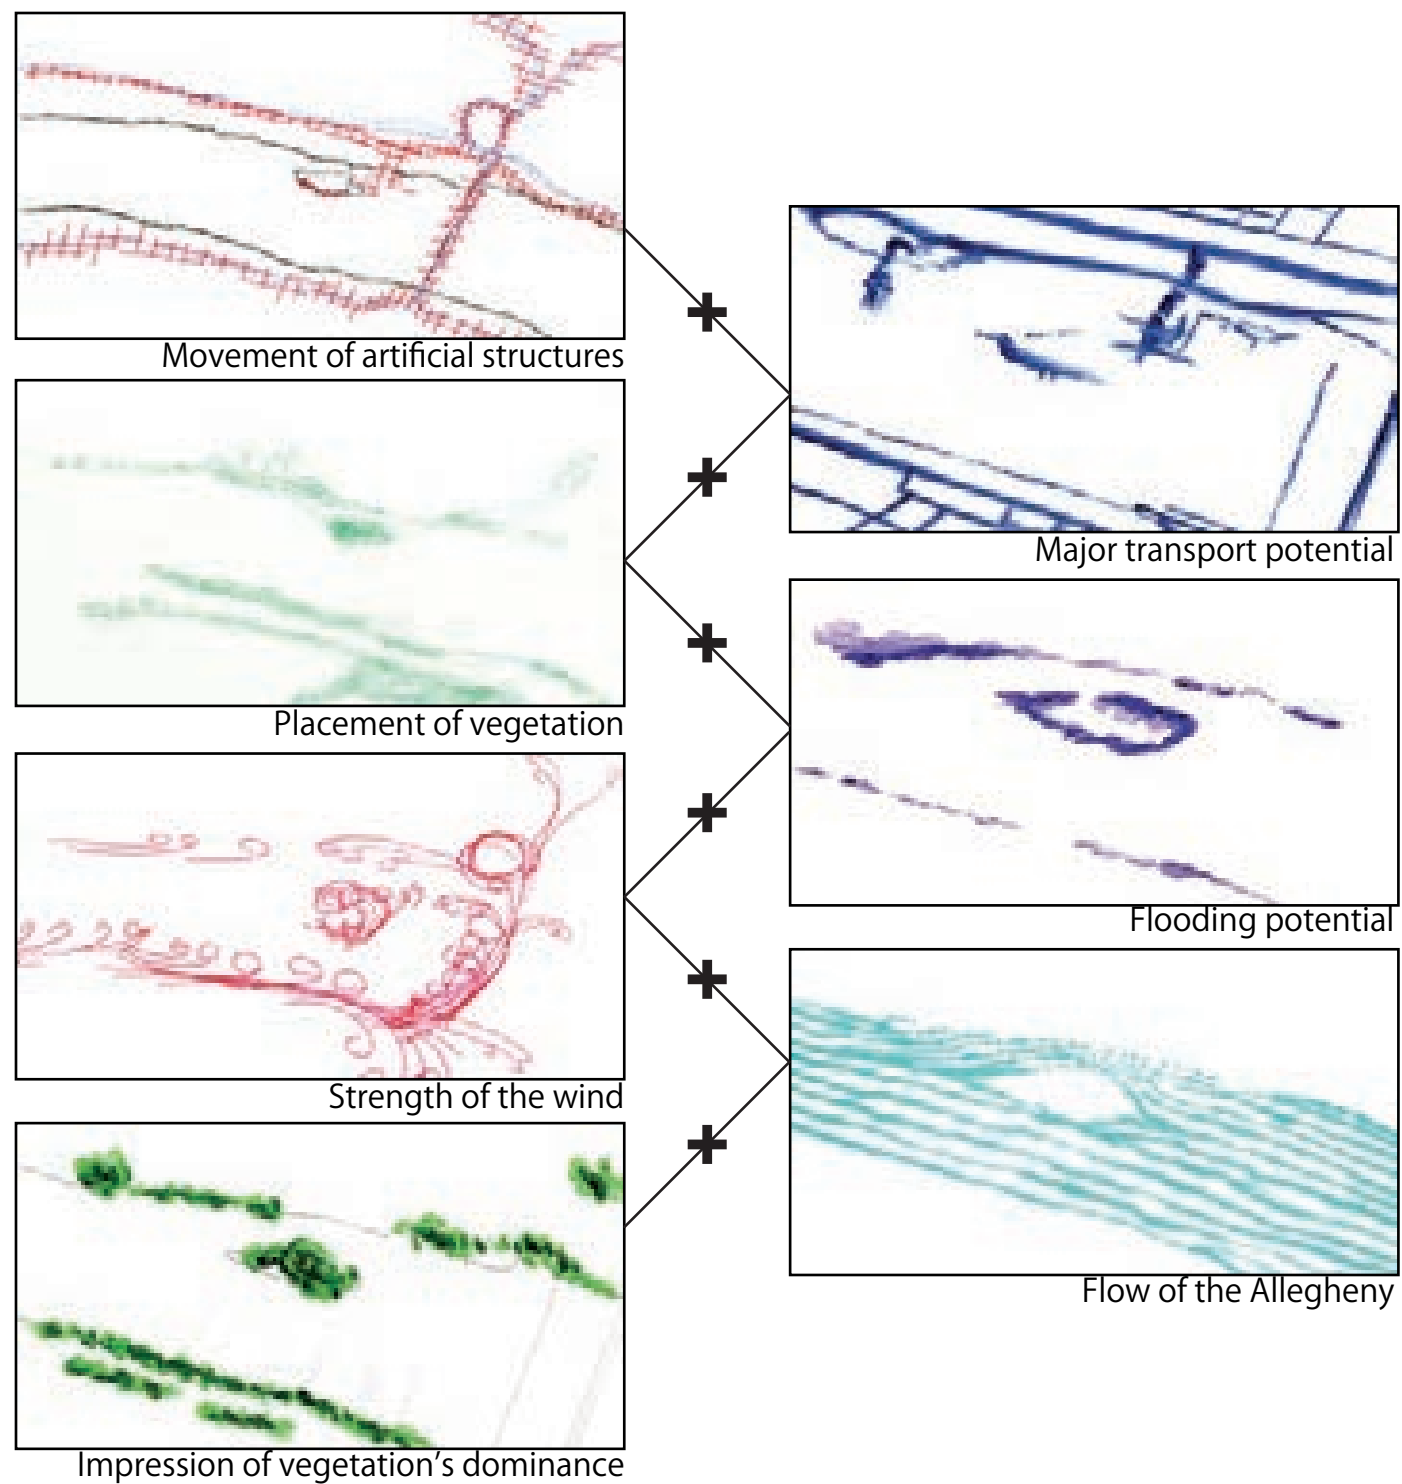 Movement of artificial structures
Major transport potential
Placement of vegetation
Flooding potential
Strength of the wind
Flow of the Allegheny
Impression of vegetation’s dominance